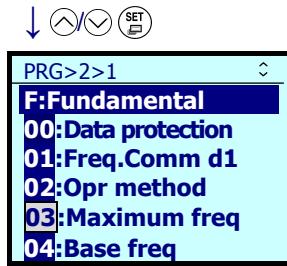 SET
PRG>2>1
F:Fundamental
00:Data protection
01:Freq.Comm d1
02:Opr method
03:Maximum freq
04:Base freq